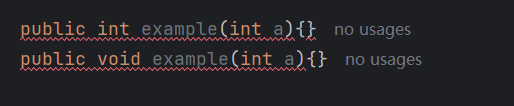 public int example(int a){} no usages
public void example(int a){} no usages